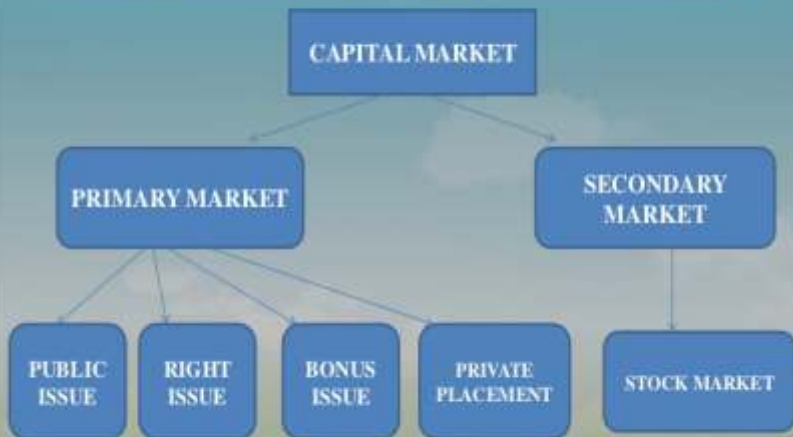 CAPITAL MARKET
PRIMARY MARKET
SECONDARY
MARKET
PUBLIC
ISSUE
RIGHT
ISSUE
BONUS
ISSUE
PRIVATE
PLACEMENT
STOCK MARKET